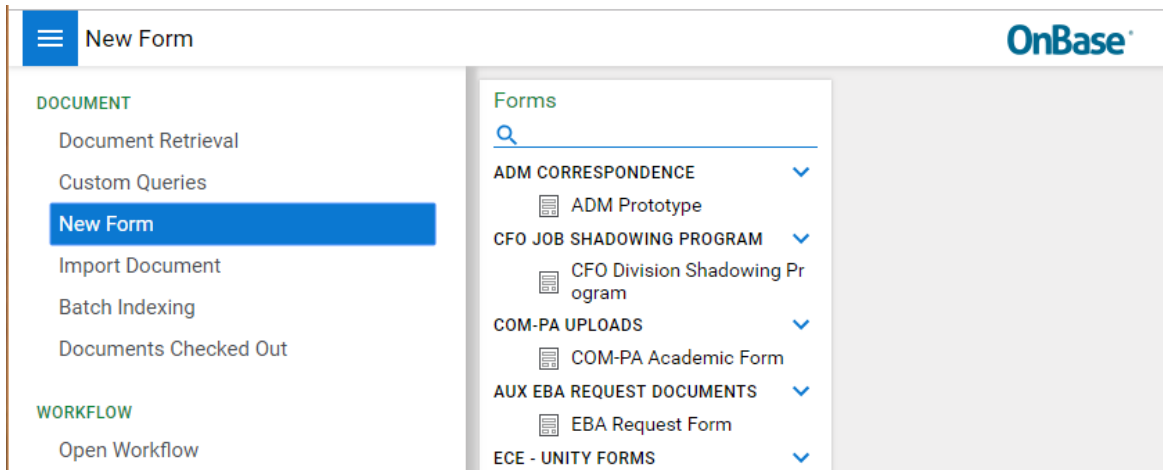 New Form
OnBase
DOCUMENT
Document Retrieval
Custom Queries
New Form
Import Document
Batch Indexing
Documents Checked Out
WORKFLOW
Open Workflow
Forms
ADM CORRESPONDENCE
ADM Prototype
CFO JOB SHADOWING PROGRAM
CFO Division Shadowing Pr
ogram
COM-PA UPLOADS
COM-PA Academic Form
AUX EBA REQUEST DOCUMENTS
EBA Request Form
ECE - UNITY FORMS